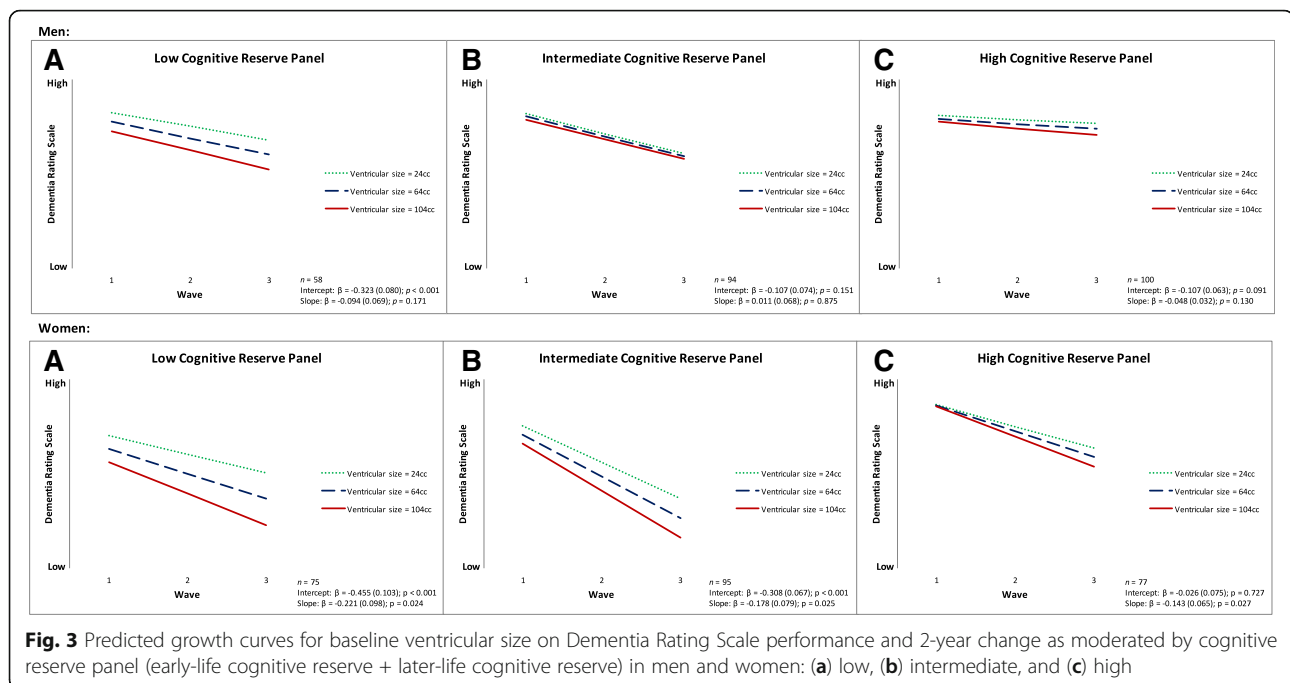 Men:
A
Low Cognitive Reserve Panel
High
Dementia Rating Scale
Low
Ventricular size = 24cc
Ventricular size = 64cc
Ventricular size = 104cc
1 2 3
Wave
n = 58
Intercept: β = -0.323 (0.080); p < 0.001
Slope: β = -0.094 (0.069); p = 0.171
B
Intermediate Cognitive Reserve Panel
High
Dementia Rating Scale
Low
Ventricular size = 24cc
Ventricular size = 64cc
Ventricular size = 104cc
1 2 3
Wave
n = 94
Intercept: β = -0.107 (0.074); p = 0.151
Slope: β = 0.011 (0.068); p = 0.875
C
High Cognitive Reserve Panel
High
Dementia Rating Scale
Low
Ventricular size = 24cc
Ventricular size = 64cc
Ventricular size = 104cc
1 2 3
Wave
n = 100
Intercept: β = -0.107 (0.063); p = 0.091
Slope: β = -0.048 (0.032); p = 0.130
Women:
A
Low Cognitive Reserve Panel
High
Dementia Rating Scale
Low
Ventricular size = 24cc
Ventricular size = 64cc
Ventricular size = 104cc
1 2 3
Wave
n = 75
Intercept: β = -0.455 (0.103); p < 0.001
Slope: β = -0.221 (0.098); p = 0.024
B
Intermediate Cognitive Reserve Panel
High
Dementia Rating Scale
Low
Ventricular size = 24cc
Ventricular size = 64cc
Ventricular size = 104cc
1 2 3
Wave
n = 95
Intercept: β = -0.308 (0.067); p < 0.001
Slope: β = -0.178 (0.079); p = 0.025
C
High Cognitive Reserve Panel
High
Dementia Rating Scale
Low
Ventricular size = 24cc
Ventricular size = 64cc
Ventricular size = 104cc
1 2 3
Wave
n = 77
Intercept: β = -0.026 (0.075); p = 0.727
Slope: β = -0.143 (0.065); p = 0.027
Fig. 3 Predicted growth curves for baseline ventricular size on Dementia Rating Scale performance and 2-year change as moderated by cognitive
reserve panel (early-life cognitive reserve + later-life cognitive reserve) in men and women: (a) low, (b) intermediate, and (c) high